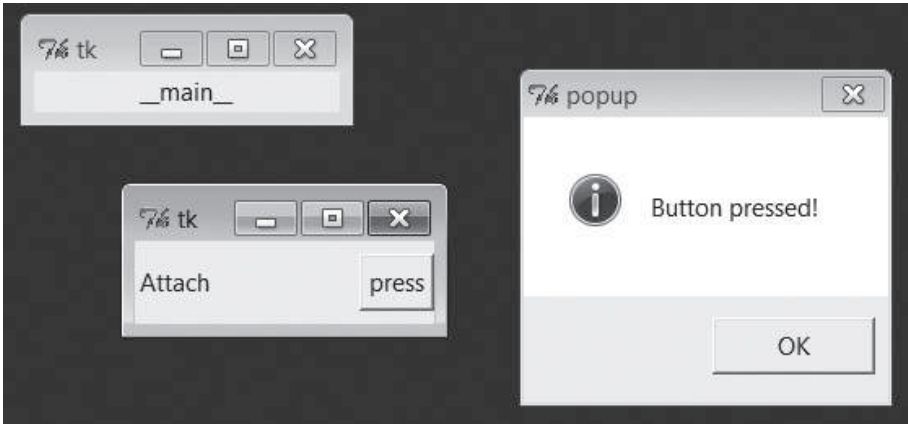 tk
__main__
popup
Button pressed!
tk
Attach
press
OK